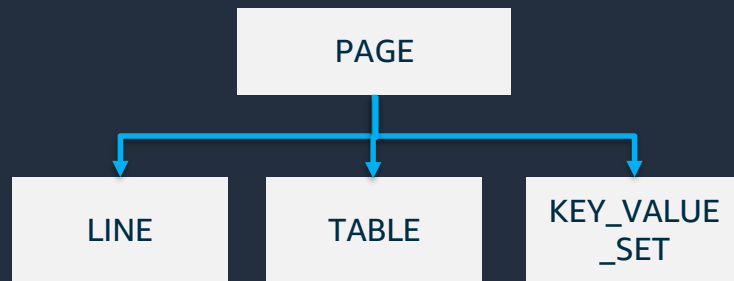 PAGE
LINE
TABLE
KEY_VALUE
_SET